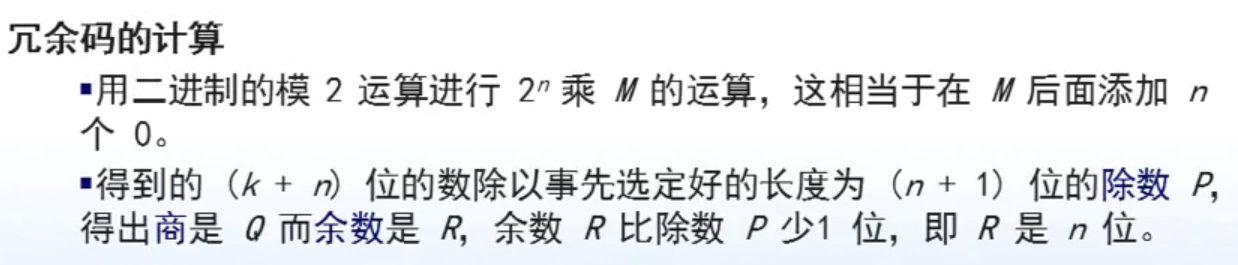 冗余码的计算
▪用二进制的模 2 运算进行 2ⁿ 乘 M 的运算，这相当于在 M 后面添加 n
个 0。
▪得到的（k + n）位的数除以事先选定好的长度为（n + 1）位的除数 P，
得出商是 Q 而余数是 R，余数 R 比除数 P 少1 位，即 R 是 n 位。